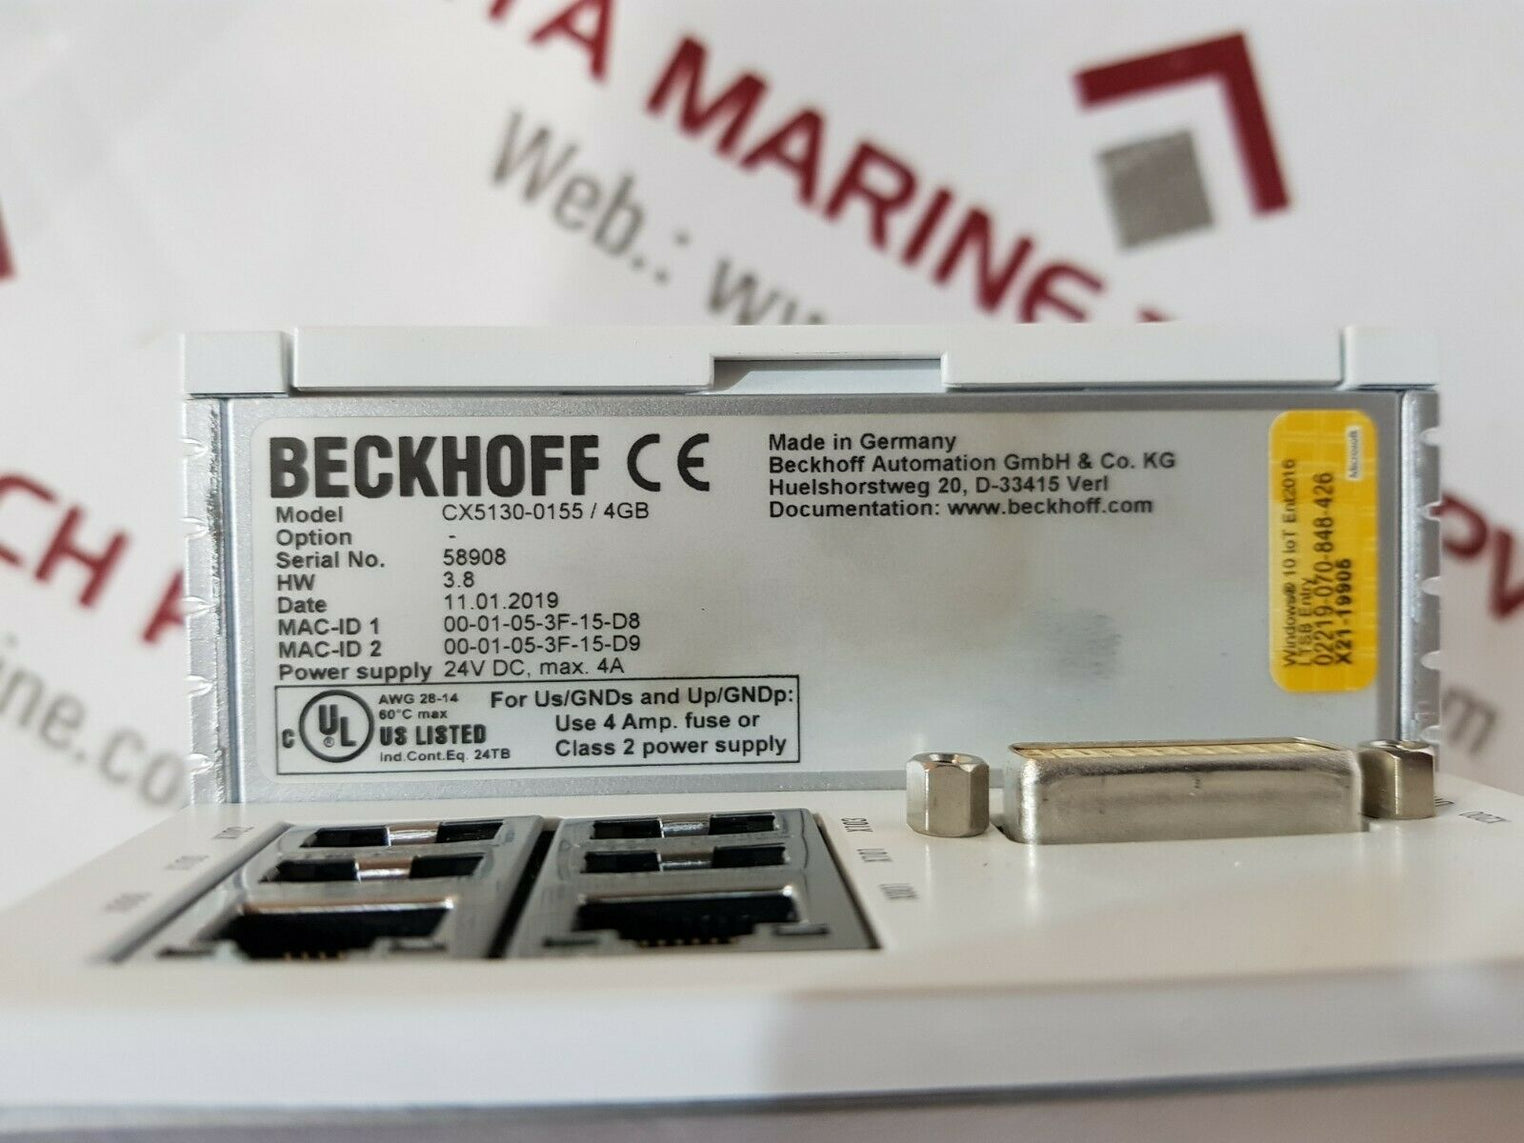 MARINE
Web.:
BECKHOFF CE
Made in Germany
Beckhoff Automation GmbH & Co. KG
Huelshorstweg 20, D-33415 Verl
Documentation: www.beckhoff.com
Model CX5130-0155 / 4GB
Option -
Serial No. 58908
HW 3.8
Date 11.01.2019
MAC-ID 1 00-01-05-3F-15-D8
MAC-ID 2 00-01-05-3F-15-D9
Power supply 24V DC, max. 4A
c UL ®
AWG 28-14
60°C max
US LISTED
Ind.Cont.Eq. 24TB
For Us/GNDs and Up/GNDp:
Use 4 Amp. fuse or
Class 2 power supply
Windows® 10 IoT Ent2016
LTSB Entry
02219-070-848-426
X21-19906
Microsoft
X101
X102
X100